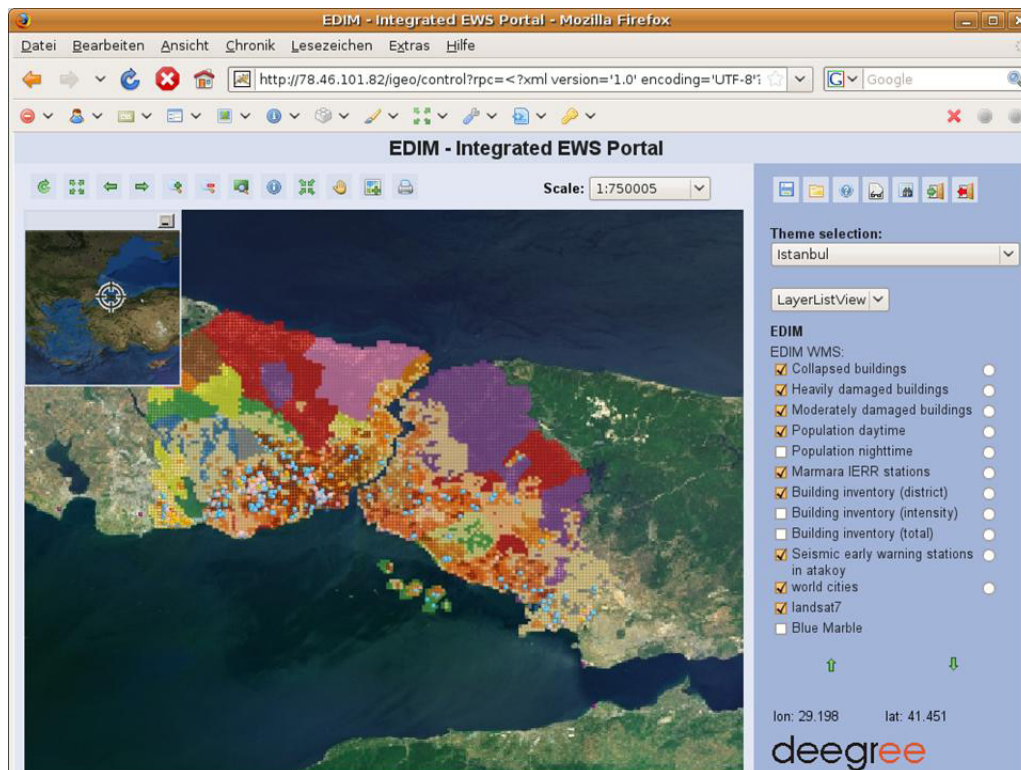 EDIM - Integrated EWS Portal - Mozilla Firefox
Datei Bearbeiten Ansicht Chronik Lesezeichen Extras Hilfe
http://78.46.101.82/igeo/control?rpc=<?xml version='1.0' encoding='UTF-8'? Google
EDIM - Integrated EWS Portal
Scale: 1:750005
Theme selection:
Istanbul
LayerListView
EDIM
EDIM WMS:
Collapsed buildings
Heavily damaged buildings
Moderately damaged buildings
Population daytime
Population nighttime
Marmara IERR stations
Building inventory (district)
Building inventory (intensity)
Building inventory (total)
Seismic early warning stations
in atakoy
world cities
landsat7
Blue Marble
lon: 29.198 lat: 41.451
deegree